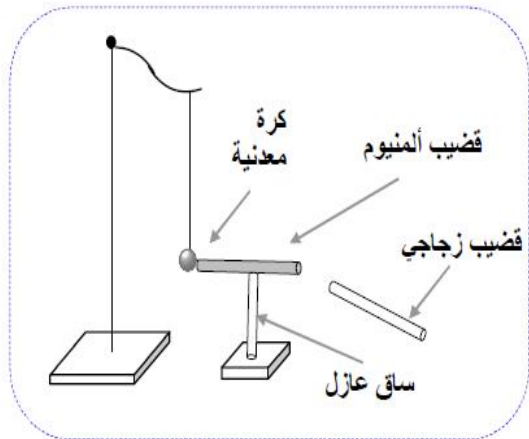 كرة
معدنية
قضيب ألمنيوم
قضيب زجاجي
ساق عازل